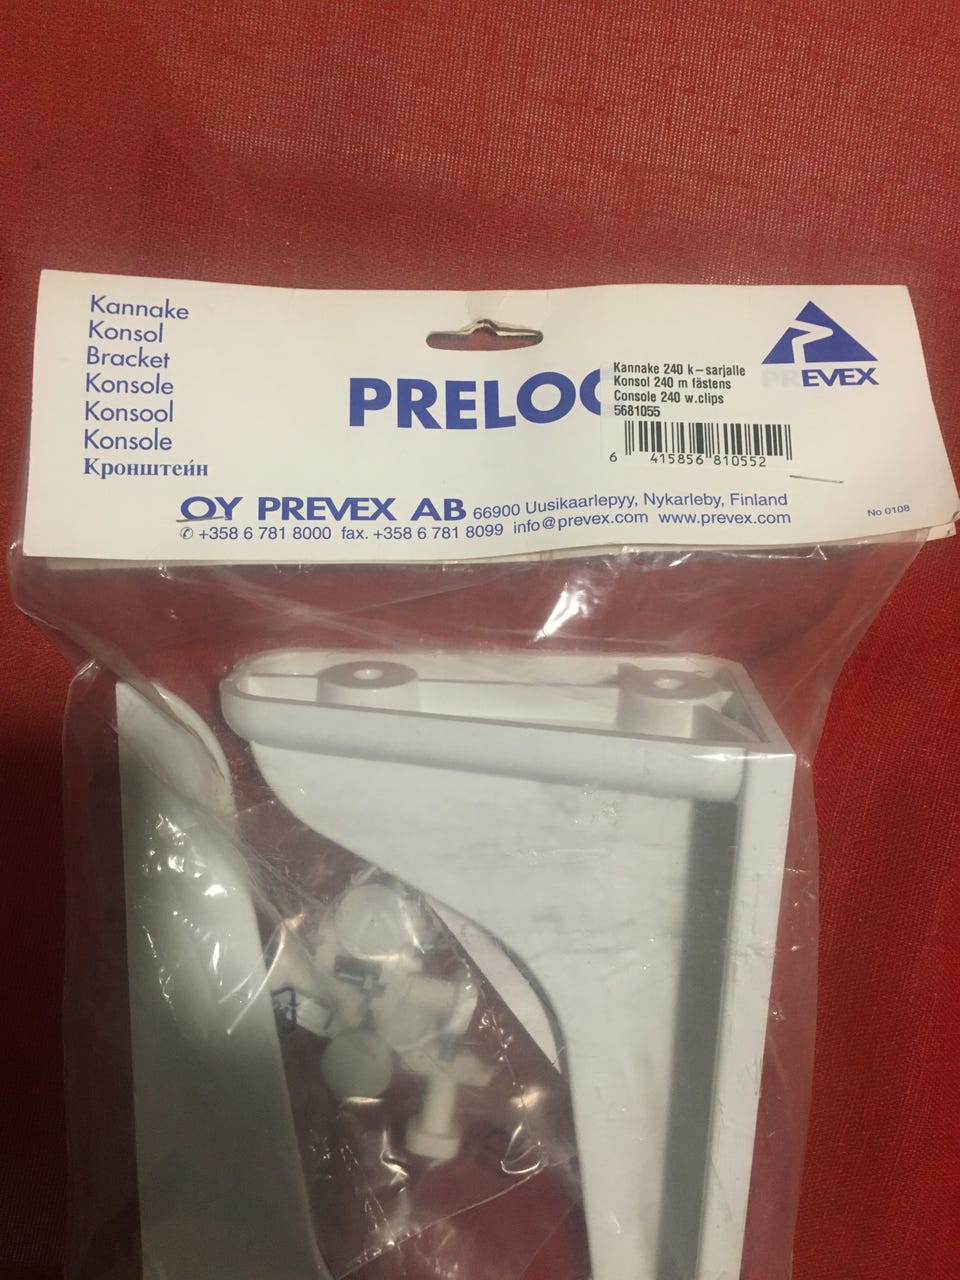 Kannake
Konsol
Bracket
Konsole
Konsool
Konsole
Кронштейн
PRELOC
Kannake 240 k-sarjalle
Konsol 240 m fästens
Console 240 w.clips
5681055
6 415856 810552
PREVEX
OY PREVEX AB 66900 Uusikaarlepyy, Nykarleby, Finland
✆ +358 6 781 8000 fax. +358 6 781 8099 info@prevex.com www.prevex.com
No 0108